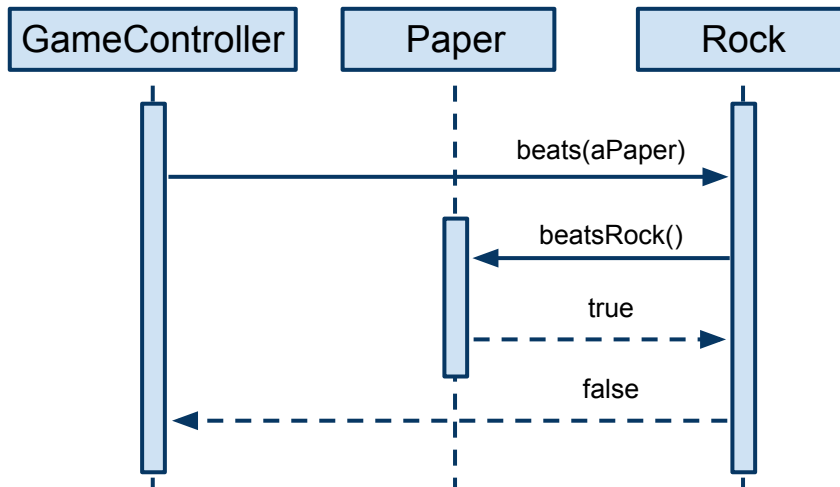 GameController
Paper
Rock
beats(aPaper)
beatsRock()
true
false